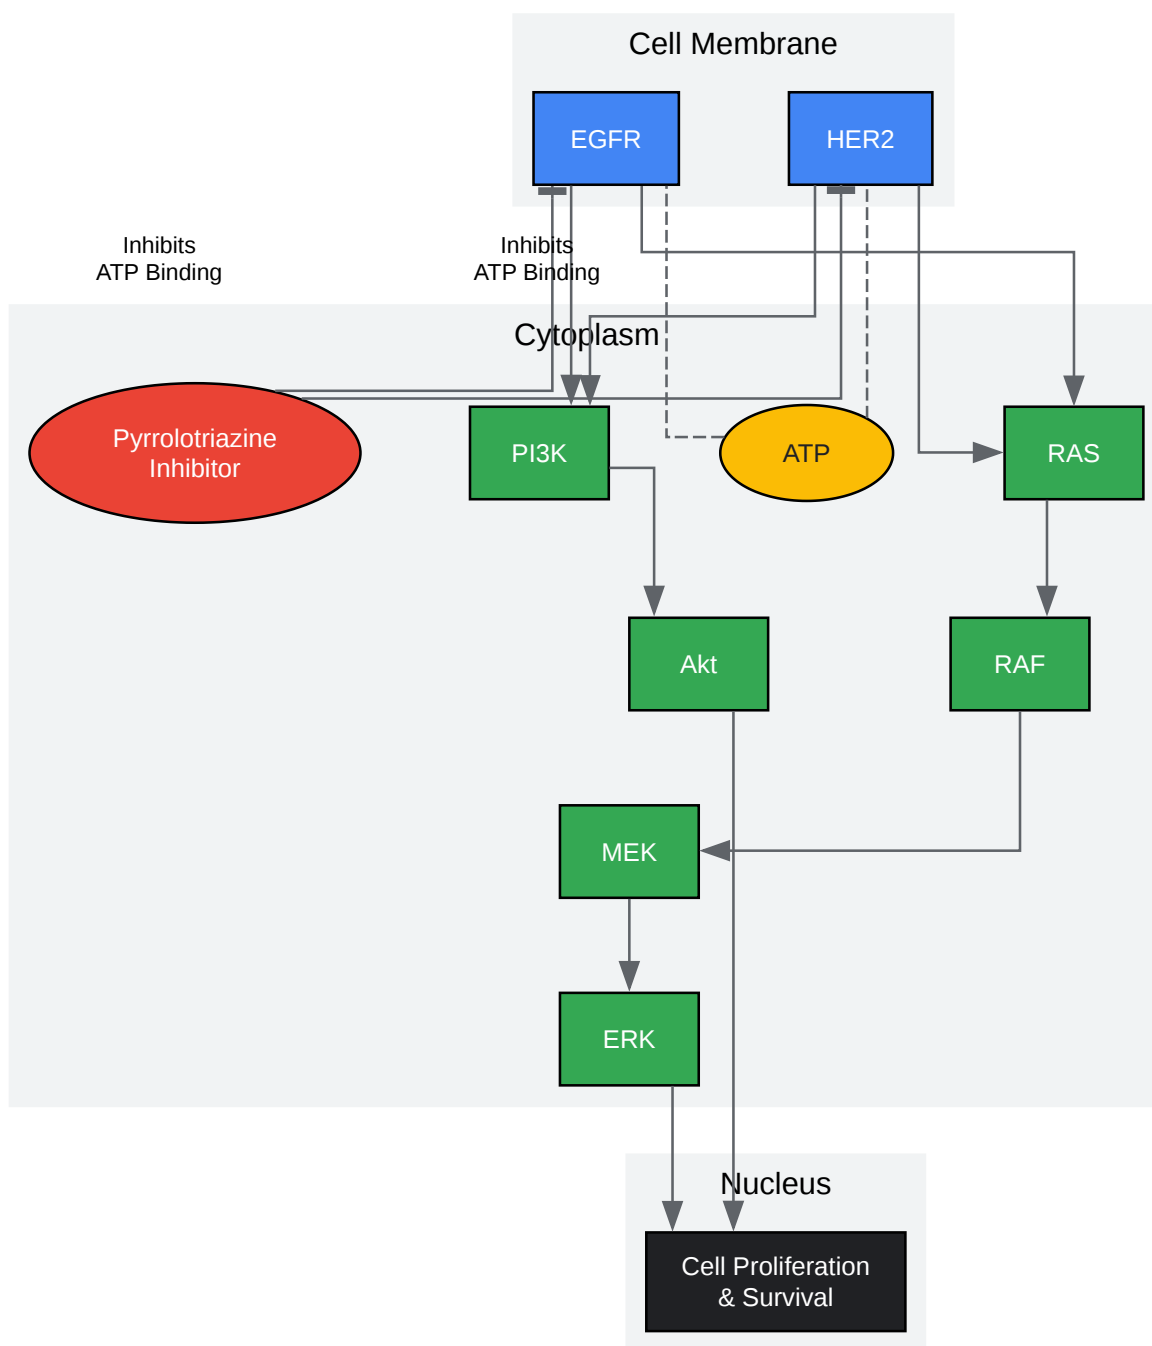 Cell Membrane
EGFR
HER2
Inhibits
ATP Binding
Inhibits
ATP Binding
Cytoplasm
Pyrrolotriazine
Inhibitor
PI3K
ATP
RAS
Akt
RAF
MEK
ERK
Nucleus
Cell Proliferation
& Survival